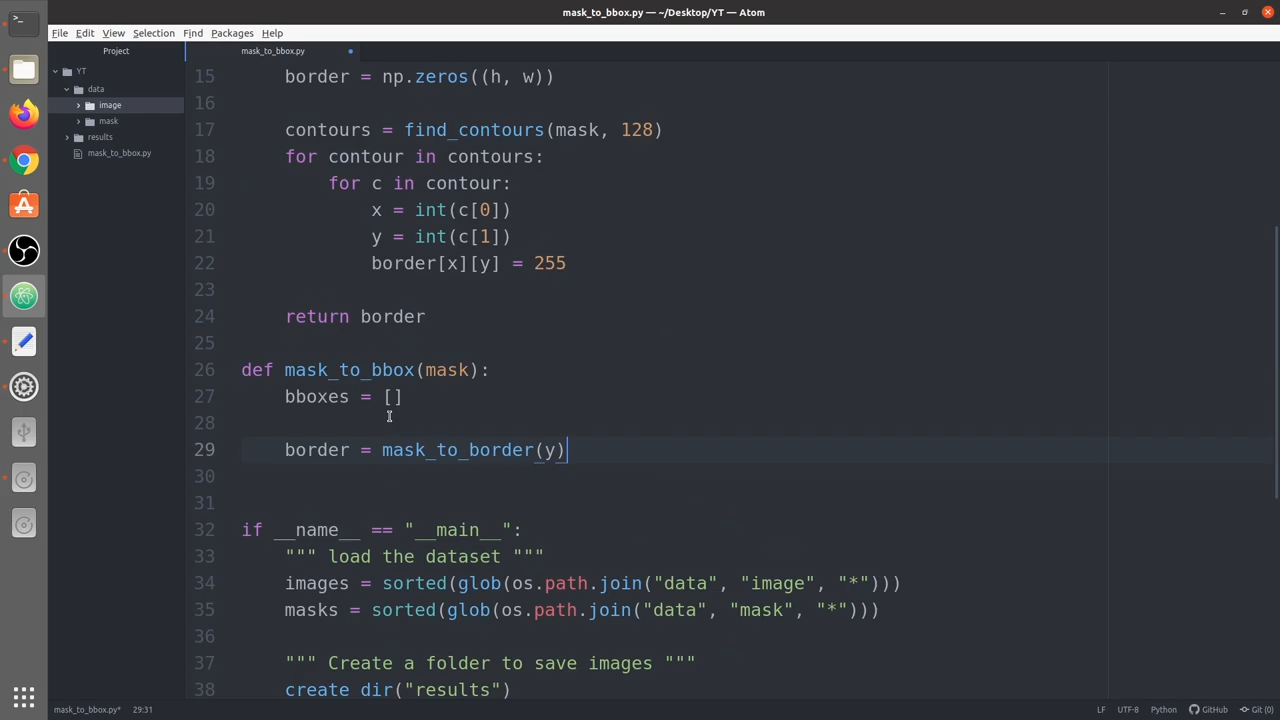 mask_to_bbox.py — ~/Desktop/YT — Atom
File Edit View Selection Find Packages Help
Project
mask_to_bbox.py
YT
data
image
mask
results
mask_to_bbox.py
15 border = np.zeros((h, w))
16
17 contours = find_contours(mask, 128)
18 for contour in contours:
19 for c in contour:
20 x = int(c[0])
21 y = int(c[1])
22 border[x][y] = 255
23
24 return border
25
26 def mask_to_bbox(mask):
27 bboxes = []
28
29 border = mask_to_border(y)
30
31
32 if __name__ == "__main__":
33 """ load the dataset """
34 images = sorted(glob(os.path.join("data", "image", "*")))
35 masks = sorted(glob(os.path.join("data", "mask", "*")))
36
37 """ Create a folder to save images """
38 create_dir("results")
mask_to_bbox.py* 29:31 LF UTF-8 Python GitHub Git (0)